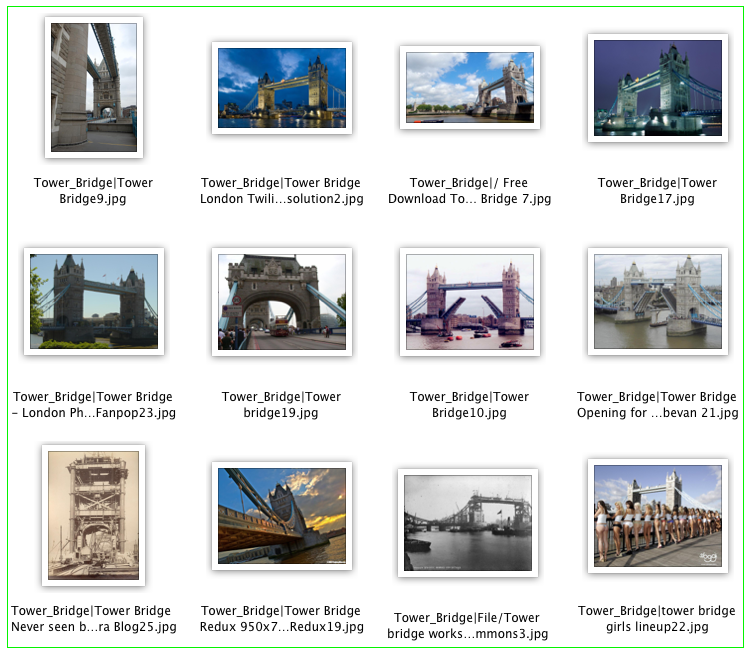 Tower_Bridge|Tower
Bridge9.jpg
Tower_Bridge|Tower Bridge
London Twili...solution2.jpg
Tower_Bridge|/ Free
Download To... Bridge 7.jpg
Tower_Bridge|Tower
Bridge17.jpg
Tower_Bridge|Tower Bridge
- London Ph...Fanpop23.jpg
Tower_Bridge|Tower
bridge19.jpg
Tower_Bridge|Tower
Bridge10.jpg
Tower_Bridge|Tower Bridge
Opening for ...bevan 21.jpg
Tower_Bridge|Tower Bridge
Never seen b...ra Blog25.jpg
Tower_Bridge|Tower Bridge
Redux 950x7...Redux19.jpg
Tower_Bridge|File/Tower
bridge works...mmons3.jpg
Tower_Bridge|tower bridge
girls lineup22.jpg